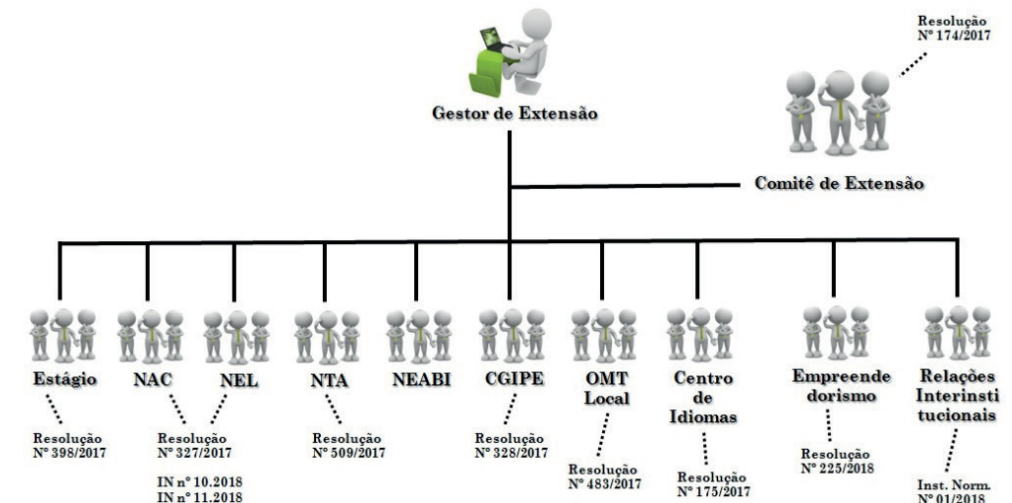 Resolução
Nº 174/2017
Gestor de Extensão
Comitê de Extensão
Estágio
NAC
NEL
NTA
NEABI
CGIPE
OMT
Local
Centro
de
Idiomas
Empreende
dorismo
Relações
Interinsti
tucionais
Resolução
Nº 398/2017
Resolução
Nº 327/2017
IN nº 10.2018
IN nº 11.2018
Resolução
Nº 509/2017
Resolução
Nº 328/2017
Resolução
Nº 483/2017
Resolução
Nº 175/2017
Resolução
Nº 225/2018
Inst. Norm.
Nº 01/2018